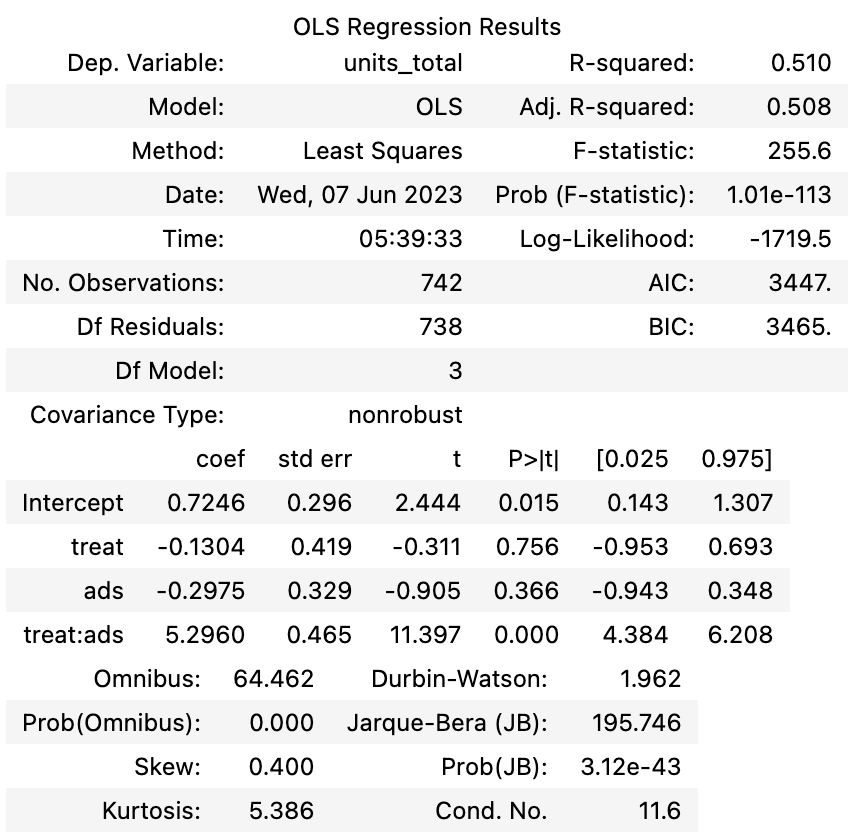 OLS Regression Results
Dep. Variable: units_total R-squared: 0.510
Model: OLS Adj. R-squared: 0.508
Method: Least Squares F-statistic: 255.6
Date: Wed, 07 Jun 2023 Prob (F-statistic): 1.01e-113
Time: 05:39:33 Log-Likelihood: -1719.5
No. Observations: 742 AIC: 3447.
Df Residuals: 738 BIC: 3465.
Df Model: 3
Covariance Type: nonrobust
coef std err t P>|t| [0.025 0.975]
Intercept 0.7246 0.296 2.444 0.015 0.143 1.307
treat -0.1304 0.419 -0.311 0.756 -0.953 0.693
ads -0.2975 0.329 -0.905 0.366 -0.943 0.348
treat:ads 5.2960 0.465 11.397 0.000 4.384 6.208
Omnibus: 64.462 Durbin-Watson: 1.962
Prob(Omnibus): 0.000 Jarque-Bera (JB): 195.746
Skew: 0.400 Prob(JB): 3.12e-43
Kurtosis: 5.386 Cond. No. 11.6